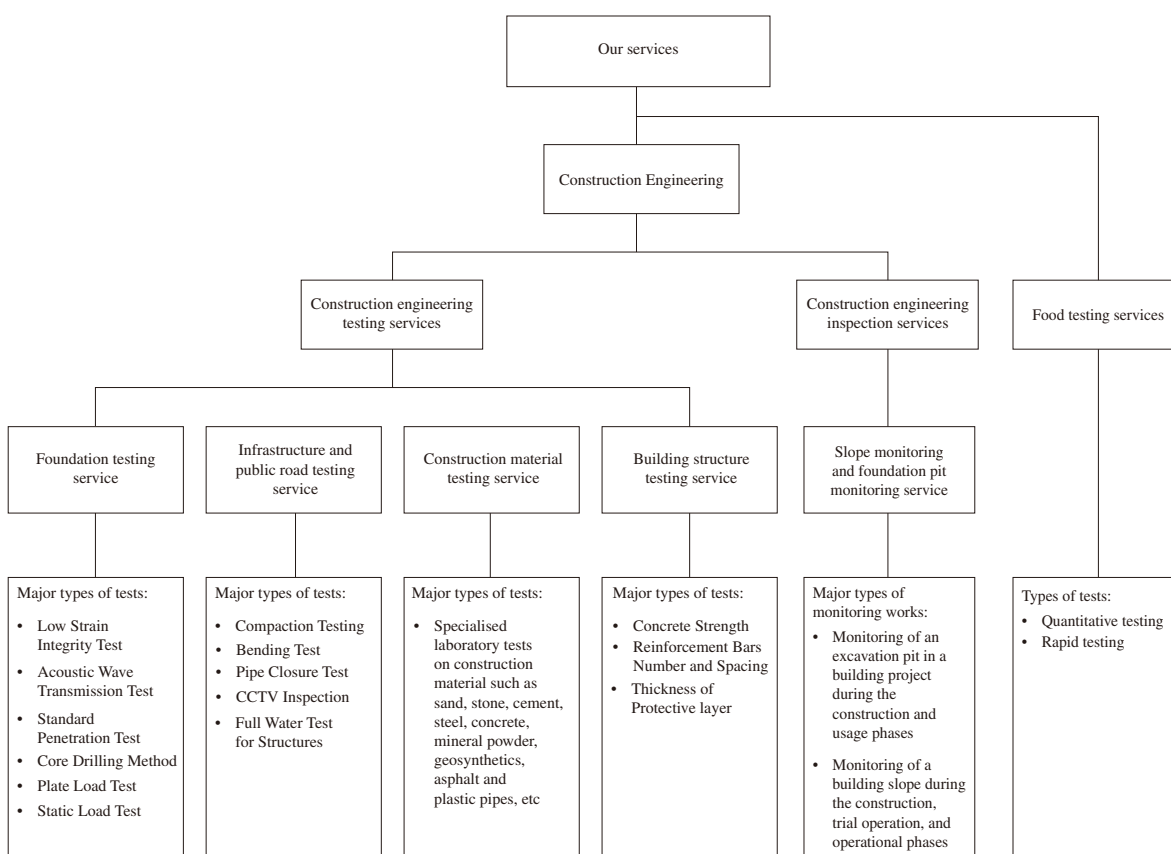 Our services
Construction Engineering
Construction engineering
testing services
Construction engineering
inspection services
Food testing services
Foundation testing
service
Infrastructure and
public road testing
service
Construction material
testing service
Building structure
testing service
Slope monitoring
and foundation pit
monitoring service
Major types of tests:
• Low Strain
Integrity Test
• Acoustic Wave
Transmission Test
• Standard
Penetration Test
• Core Drilling Method
• Plate Load Test
• Static Load Test
Major types of tests:
• Compaction Testing
• Bending Test
• Pipe Closure Test
• CCTV Inspection
• Full Water Test
for Structures
Major types of tests:
• Specialised
laboratory tests
on construction
material such as
sand, stone, cement,
steel, concrete,
mineral powder,
geosynthetics,
asphalt and
plastic pipes, etc
Major types of tests:
• Concrete Strength
• Reinforcement Bars
Number and Spacing
• Thickness of
Protective layer
Major types of
monitoring works:
• Monitoring of an
excavation pit in a
building project
during the
construction and
usage phases
• Monitoring of a
building slope during
the construction,
trial operation, and
operational phases
Types of tests:
• Quantitative testing
• Rapid testing